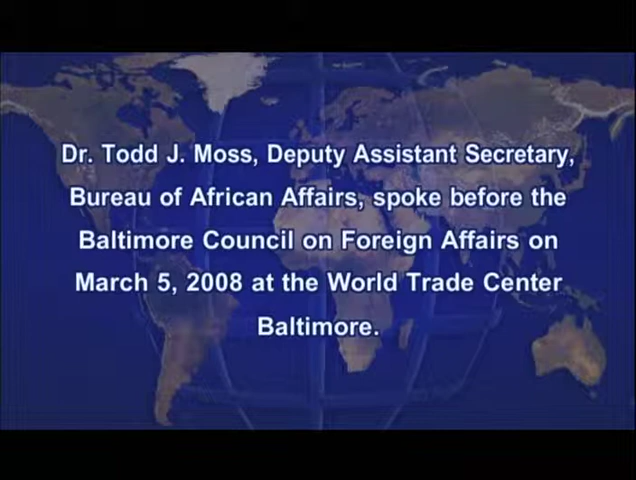 Dr. Todd J. Moss, Deputy Assistant Secretary,
Bureau of African Affairs, spoke before the
Baltimore Council on Foreign Affairs on
March 5, 2008 at the World Trade Center
Baltimore.